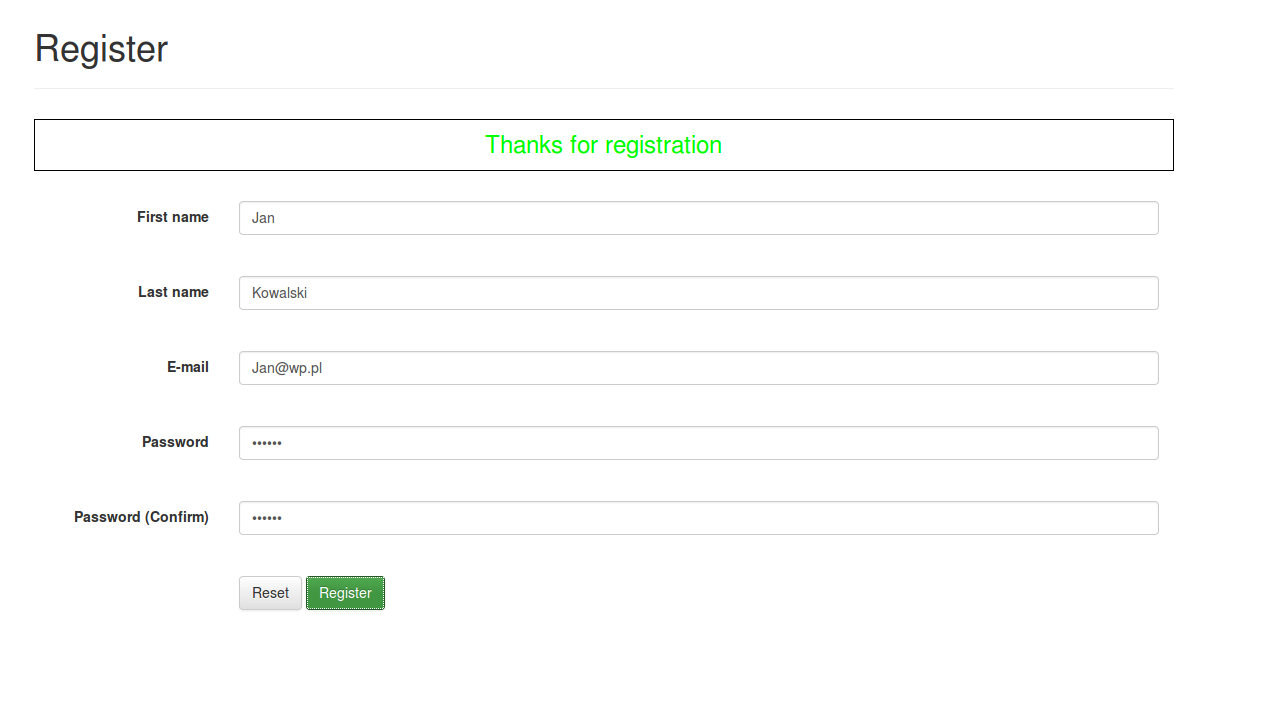 Register
Thanks for registration
First name Jan
Last name Kowalski
E-mail Jan@wp.pl
Password ••••••
Password (Confirm) ••••••
Reset Register